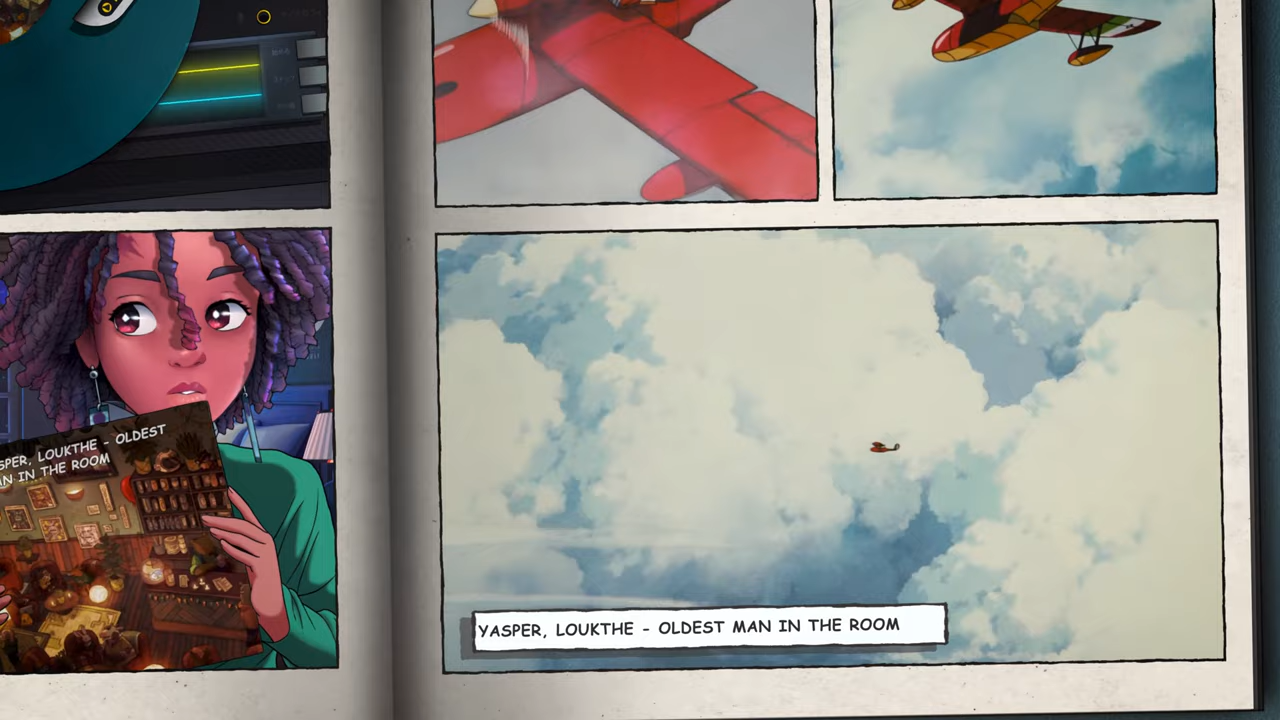 SPER, LOUKTHE - OLDEST
N IN THE ROOM
YASPER, LOUKTHE - OLDEST MAN IN THE ROOM